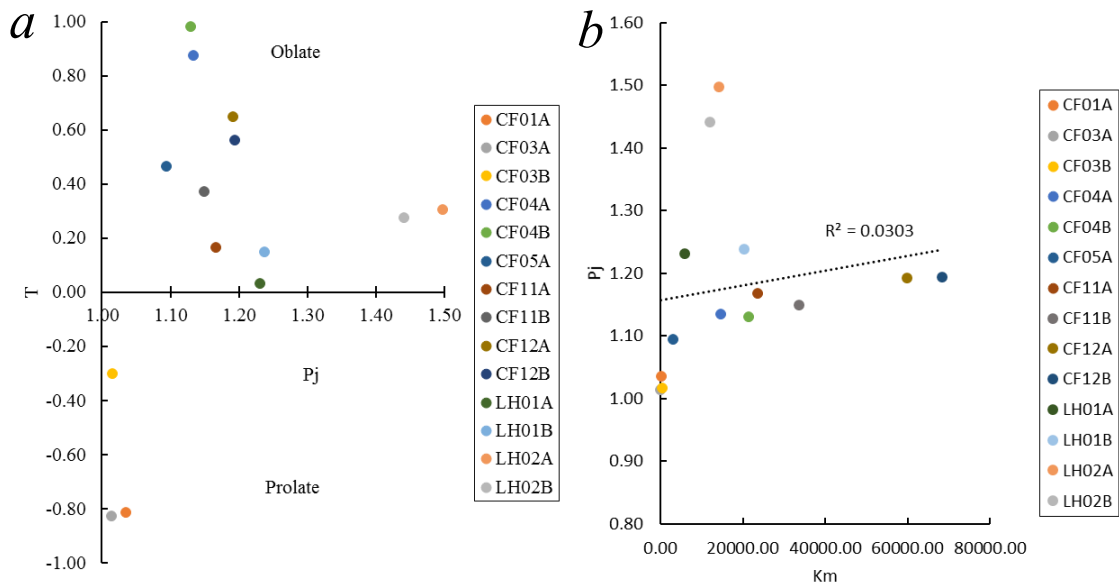 a
1.00
0.80
0.60
0.40
0.20
0.00
-0.20
-0.40
-0.60
-0.80
-1.00
T
Oblate
1.00
1.10
1.20
1.30
1.40
1.50
Pj
Prolate
CF01A
CF03A
CF03B
CF04A
CF04B
CF05A
CF11A
CF11B
CF12A
CF12B
LH01A
LH01B
LH02A
LH02B
b
1.60
1.50
1.40
1.30
1.20
1.10
1.00
0.90
0.80
Pj
R² = 0.0303
0.00
20000.00
40000.00
60000.00
80000.00
Km
CF01A
CF03A
CF03B
CF04A
CF04B
CF05A
CF11A
CF11B
CF12A
CF12B
LH01A
LH01B
LH02A
LH02B